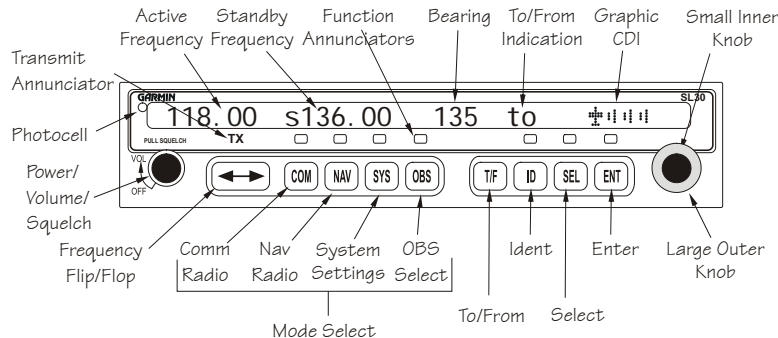 Active
Frequency
Standby
Frequency
Function
Annunciators
Bearing
To/From
Indication
Graphic
CDI
Small Inner
Knob
Transmit
Annunciator
GARMIN
SL30
118.00 s136.00 135 to
Photocell
PULL SQUELCH
TX
VOL
OFF
COM NAV SYS OBS T/F ID SEL ENT
Power/
Volume/
Squelch
Frequency
Flip/Flop
Comm
Radio
Nav
Radio
System
Settings
OBS
Select
Mode Select
To/From
Ident
Select
Enter
Large Outer
Knob